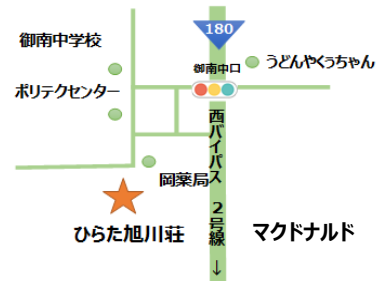 180
御南中学校
御南中口
うどんやくぅちゃん
ポリテクセンター
西バイパス 2号線 ↓
岡薬局
ひらた旭川荘
マクドナルド